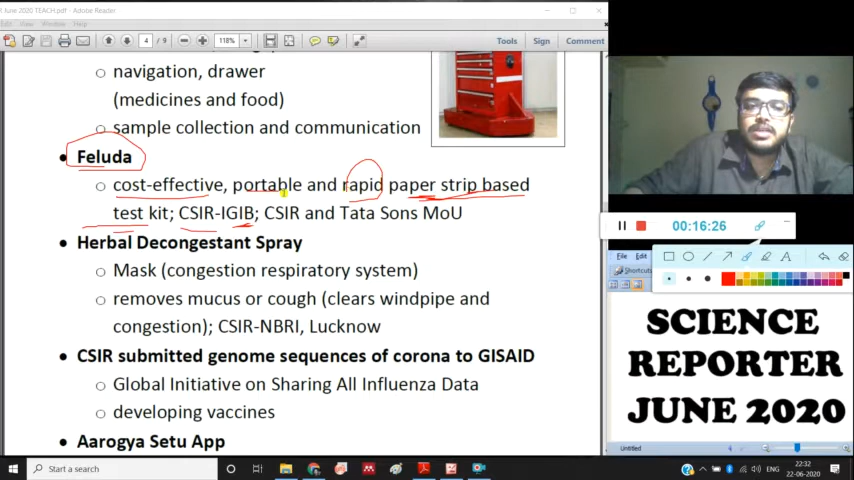 1 June 2020 TEACH.pdf - Adobe Reader
Edit View Window Help
4 / 9 118% Tools Sign Comment
navigation, drawer
(medicines and food)
sample collection and communication
Feluda
cost-effective, portable and rapid paper strip based
test kit; CSIR-IGIB; CSIR and Tata Sons MoU
Herbal Decongestant Spray
Mask (congestion respiratory system)
removes mucus or cough (clears windpipe and
congestion); CSIR-NBRI, Lucknow
CSIR submitted genome sequences of corona to GISAID
Global Initiative on Sharing All Influenza Data
developing vaccines
Aarogya Setu App
00:16:26
File Edit
Shortcuts
SCIENCE
REPORTER
JUNE 2020
Untitled
Start a search
ENG
22:32
22-06-2020